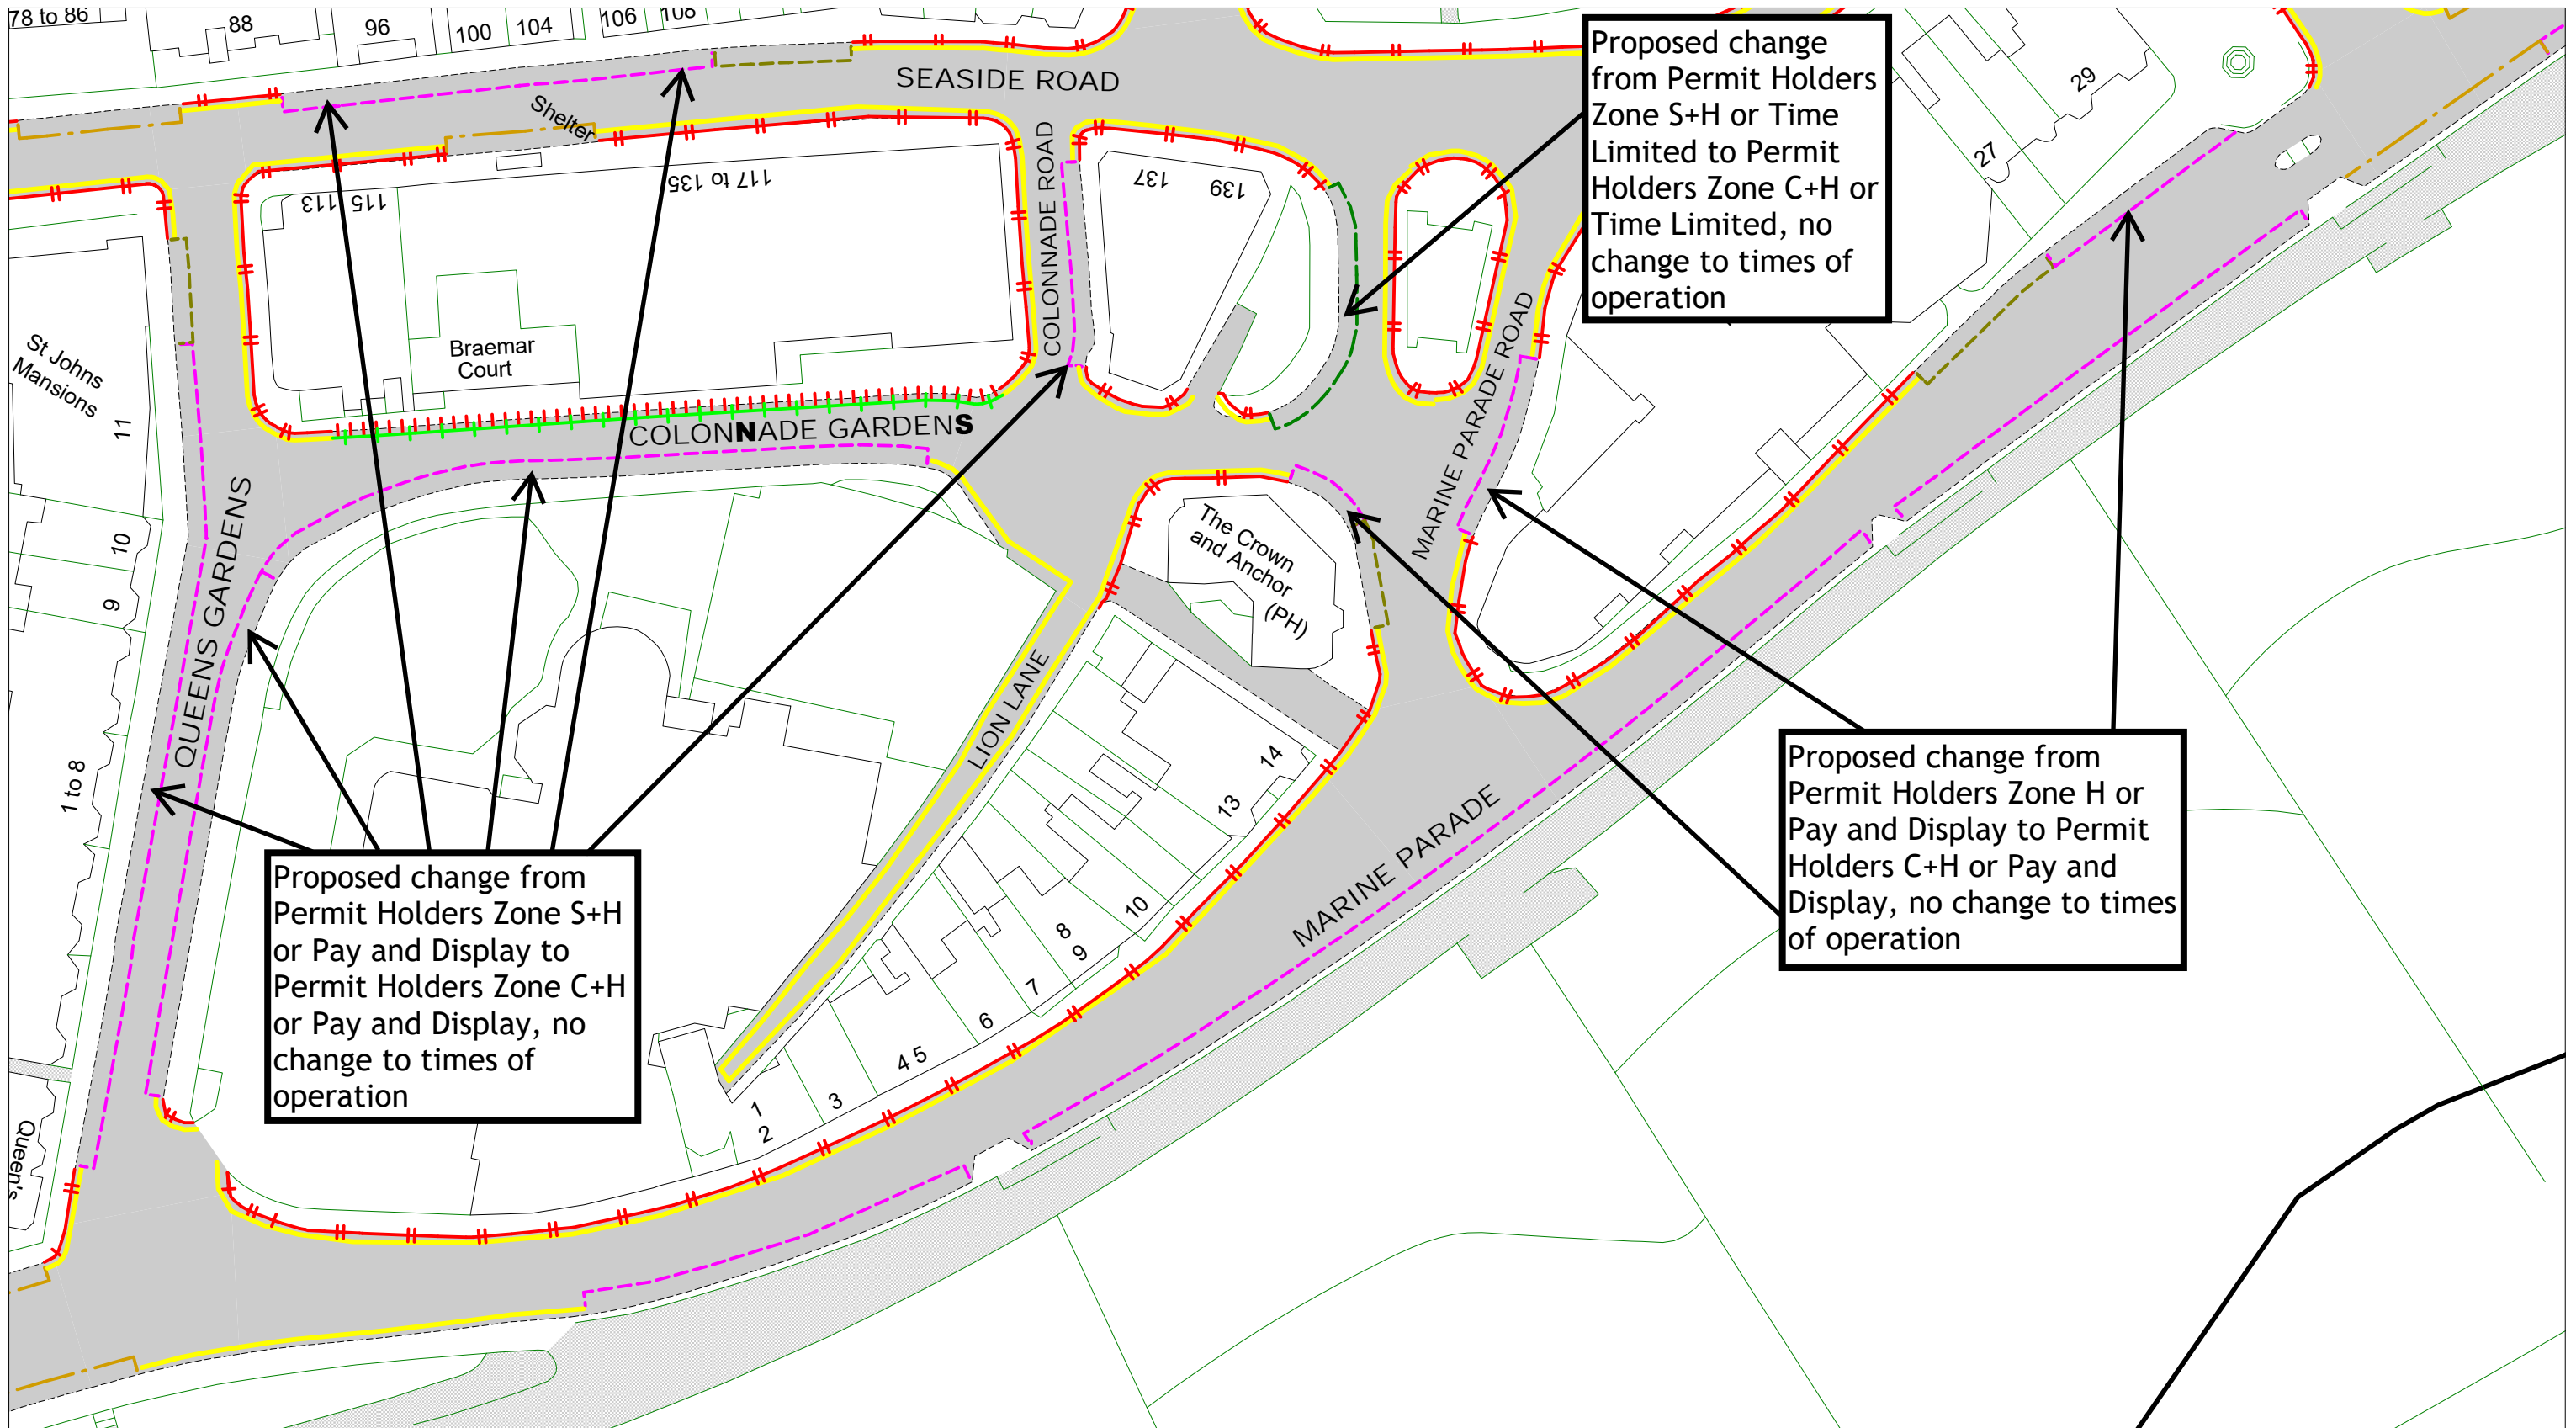 78 to 86
88
96
100
104
106
108
SEASIDE ROAD
Shelter
Proposed change
from Permit Holders
Zone S+H or Time
Limited to Permit
Holders Zone C+H or
Time Limited, no
change to times of
operation
29
27
113
115
117 to 135
COLONNADE ROAD
137
139
St Johns
Mansions
11
Braemar
Court
COLONNADE GARDENS
MARINE PARADE ROAD
10
9
QUEENS GARDENS
The Crown
and Anchor
(PH)
LION LANE
1 to 8
14
13
10
8
9
7
6
4 5
3
1
2
MARINE PARADE
Proposed change from
Permit Holders Zone H or
Pay and Display to Permit
Holders C+H or Pay and
Display, no change to times
of operation
Proposed change from
Permit Holders Zone S+H
or Pay and Display to
Permit Holders Zone C+H
or Pay and Display, no
change to times of
operation
Queen's